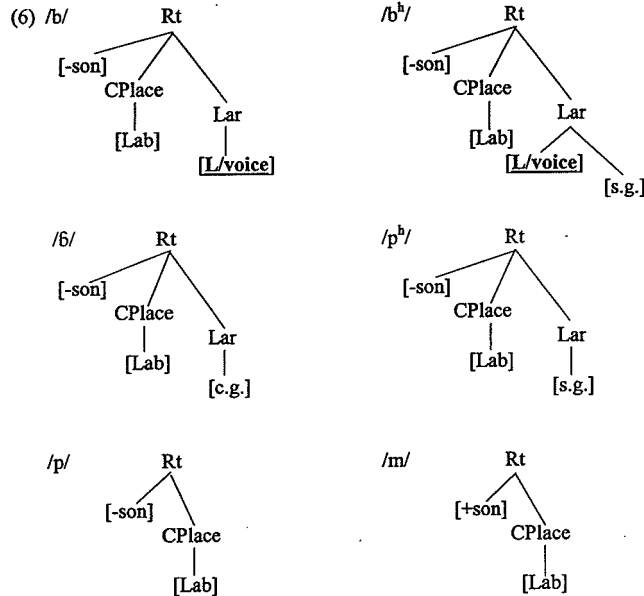 (6) /b/ Rt /bʰ/ Rt
[-son] [-son]
CPlace CPlace
Lar Lar
[Lab] [Lab]
[L/voice] [L/voice]
[s.g.]
/ɓ/ Rt /pʰ/ Rt
[-son] [-son]
CPlace CPlace
Lar Lar
[Lab] [Lab]
[c.g.] [s.g.]
/p/ Rt /m/ Rt
[-son] [+son]
CPlace CPlace
[Lab] [Lab]